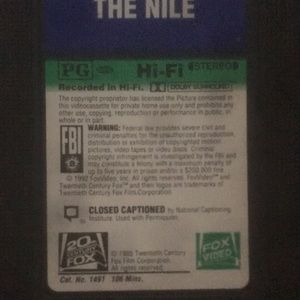 THE NILE
PG Hi-Fi STEREO
Recorded in Hi-Fi. DOLBY SURROUND
The copyright proprietor has licensed the Picture contained in
this videocassette for private home use only and prohibits any
other use, copying, reproduction or performance in public, in
whole or in part.
FBI
WARNING: Federal law provides severe civil and
criminal penalties for the unauthorized reproduction,
distribution or exhibition of copyrighted motion
pictures, video tapes or video discs. Criminal
copyright infringement is investigated by the FBI and may
constitute a felony with a maximum penalty of
up to five years in prison and/or a $250,000 fine.
© 1992 FoxVideo, Inc. All rights reserved. FoxVideo™ and
Twentieth Century Fox™ and their logos are trademarks of
Twentieth Century Fox Film Corporation.
CLOSED CAPTIONED by National Captioning
Institute. Used with Permission.
20th
CENTURY
FOX
© 1985 Twentieth Century
Fox Film Corporation.
All rights reserved.
FOX
VIDEO
Cat. No. 1491 106 Mins.